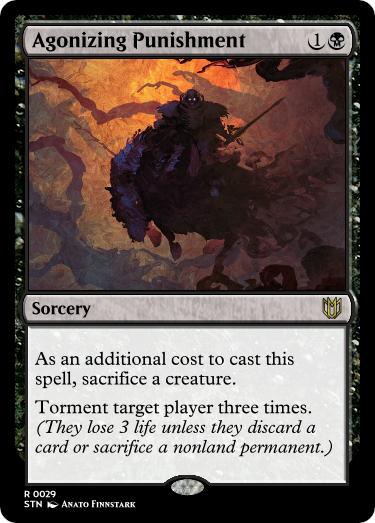 Agonizing Punishment 1
Sorcery
As an additional cost to cast this
spell, sacrifice a creature.
Torment target player three times.
(They lose 3 life unless they discard a
card or sacrifice a nonland permanent.)
R 0029
STN Anato Finnstark